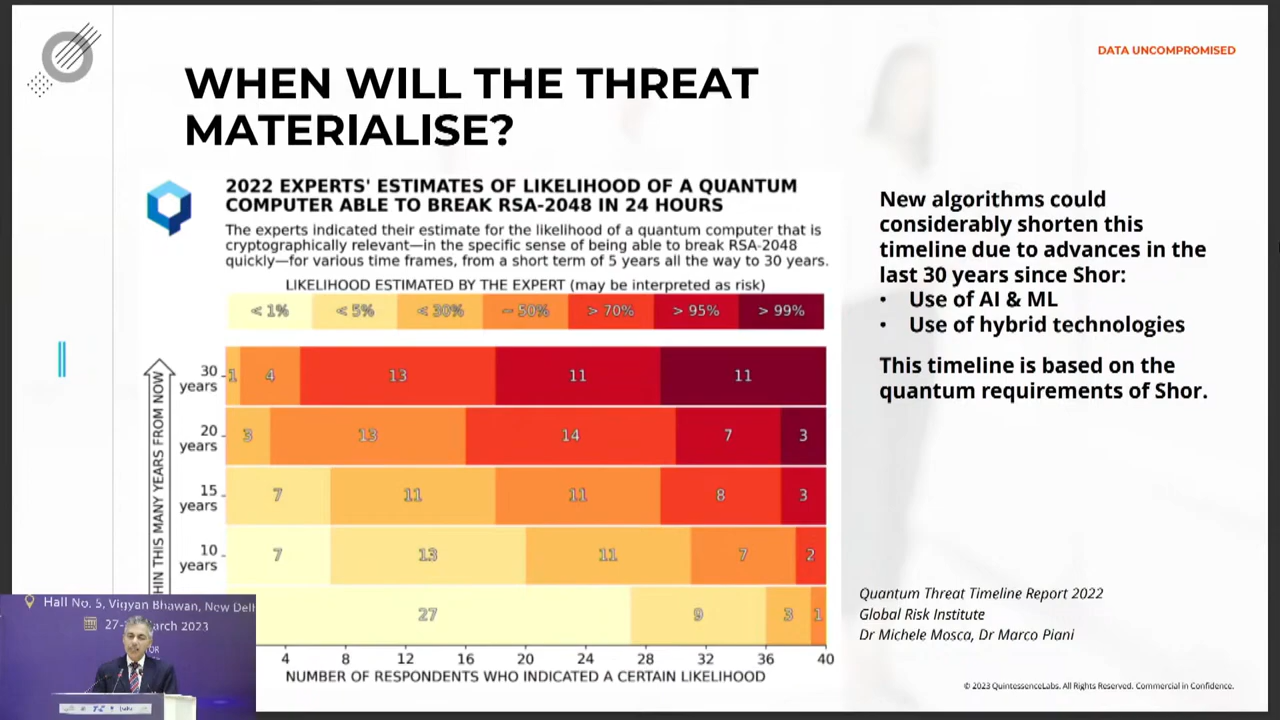 DATA UNCOMPROMISED
WHEN WILL THE THREAT
MATERIALISE?
2022 EXPERTS' ESTIMATES OF LIKELIHOOD OF A QUANTUM
COMPUTER ABLE TO BREAK RSA-2048 IN 24 HOURS
The experts indicated their estimate for the likelihood of a quantum computer that is
cryptographically relevant—in the specific sense of being able to break RSA-2048
quickly—for various time frames, from a short term of 5 years all the way to 30 years.
LIKELIHOOD ESTIMATED BY THE EXPERT (may be interpreted as risk)
< 1% < 5% < 30% ~ 50% > 70% > 95% > 99%
30 years 1 4 13 11 11
20 years 3 13 14 7 3
15 years 7 11 11 8 3
10 years 7 13 11 7 2
27 9 3 1
4 8 12 16 20 24 28 32 36 40
NUMBER OF RESPONDENTS WHO INDICATED A CERTAIN LIKELIHOOD
THIS MANY YEARS FROM NOW
New algorithms could
considerably shorten this
timeline due to advances in the
last 30 years since Shor:
• Use of AI & ML
• Use of hybrid technologies
This timeline is based on the
quantum requirements of Shor.
Quantum Threat Timeline Report 2022
Global Risk Institute
Dr Michele Mosca, Dr Marco Piani
© 2023 QuintessenceLabs. All Rights Reserved. Commercial in Confidence.
Hall No. 5, Vigyan Bhawan, New
March 2023